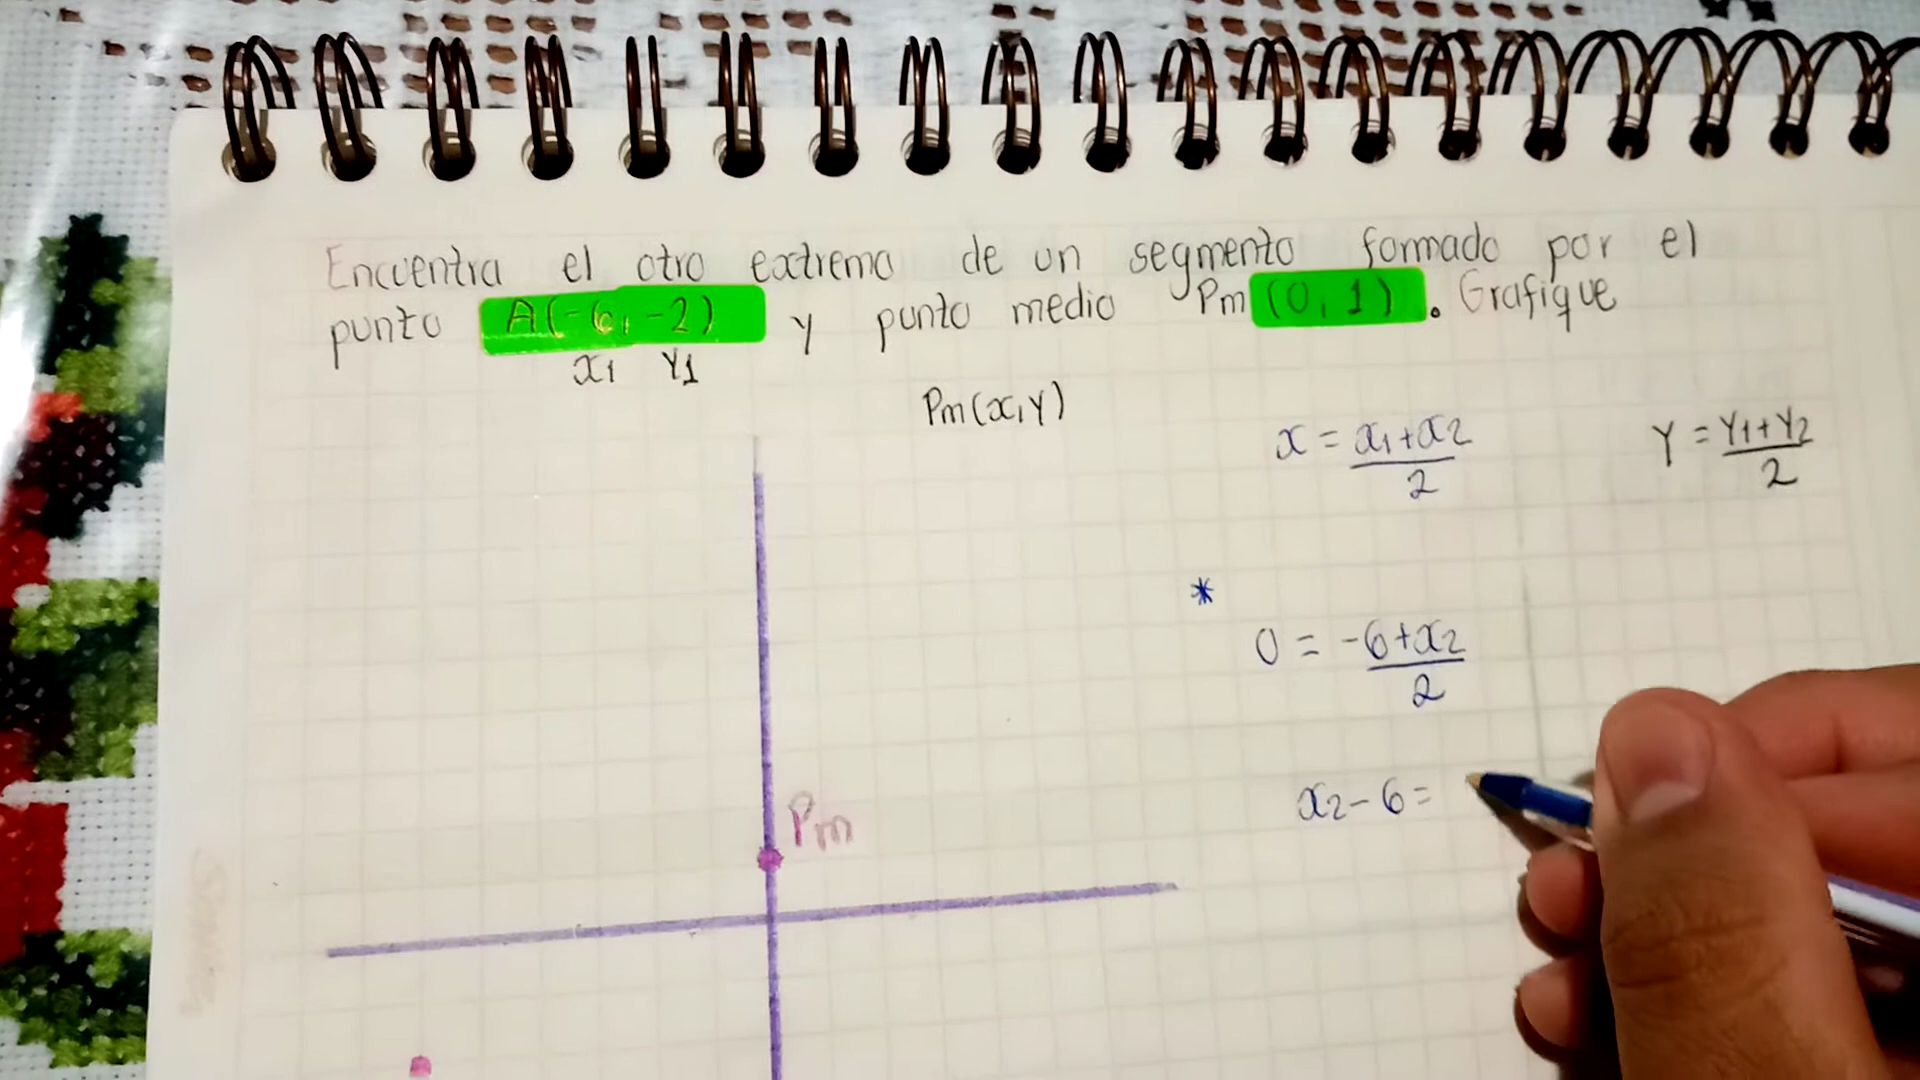 Encuentra el otro extremo de un segmento formado por el
punto A(-6, -2) y punto medio Pm (0, 1). Grafique
x1 Y1
Pm(x, y)
x = x1+x2 / 2
Y = Y1+Y2 / 2
*
0 = -6+x2 / 2
x2 - 6 =
Pm